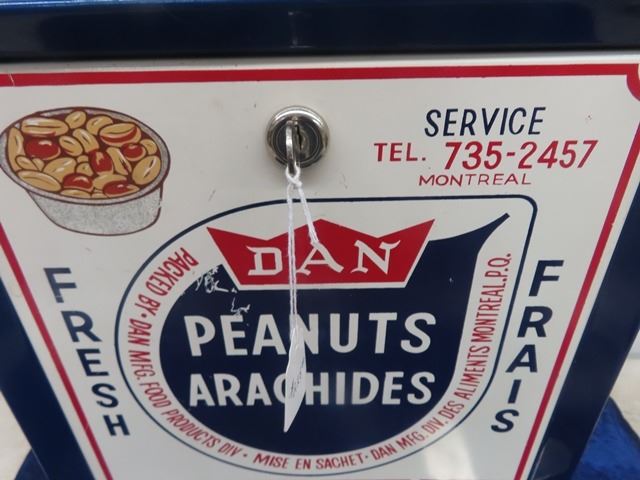 SERVICE
TEL. 735-2457
MONTREAL
DAN
PEANUTS
ARACHIDES
FRESH
FRAIS
PACKED BY · DAN MFG. FOOD PRODUCTS DIV · MISE EN SACHET · DAN MFG. DIV. DES ALIMENTS MONTREAL.P.Q.